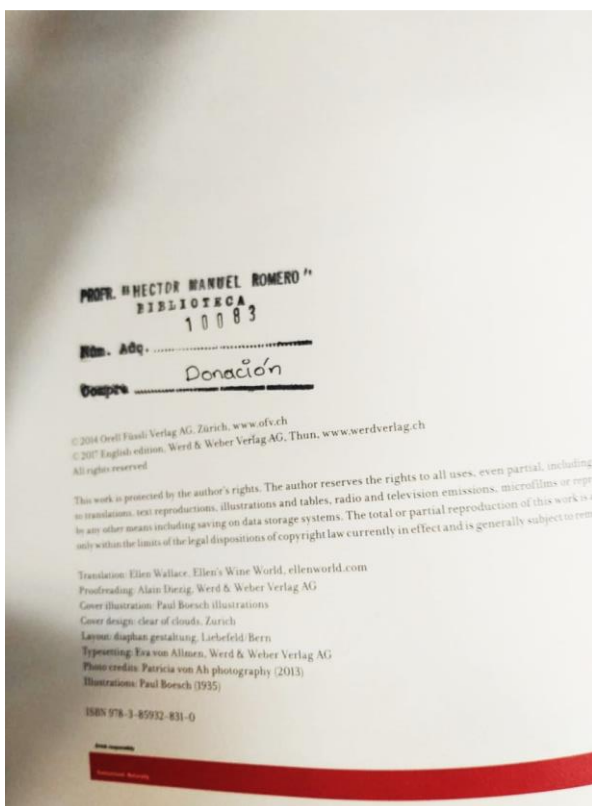 PROFR. "HECTOR MANUEL ROMERO"
BIBLIOTECA
10083
Núm. Adq.
Compra Donación
© 2014 Orell Füssli Verlag AG, Zürich, www.ofv.ch
© 2017 English edition, Werd & Weber Verlag AG, Thun, www.werdverlag.ch
All rights reserved
This work is protected by the author's rights. The author reserves the rights to all uses, even partial, including
to translations, text reproductions, illustrations and tables, radio and television emissions, microfilms or
by any other means including saving on data storage systems. The total or partial reproduction of this work is
only within the limits of the legal dispositions of copyright law currently in effect and is generally subject to
Translation: Ellen Wallace, Ellen's Wine World, ellenworld.com
Proofreading: Alain Diezig, Werd & Weber Verlag AG
Cover illustration: Paul Boesch illustrations
Cover design: clear of clouds, Zurich
Layout: diaphan gestaltung, Liebefeld/Bern
Typesetting: Eva von Allmen, Werd & Weber Verlag AG
Photo credits: Patricia von Ah photography (2013)
Illustrations: Paul Boesch (1935)
ISBN 978-3-85932-831-0